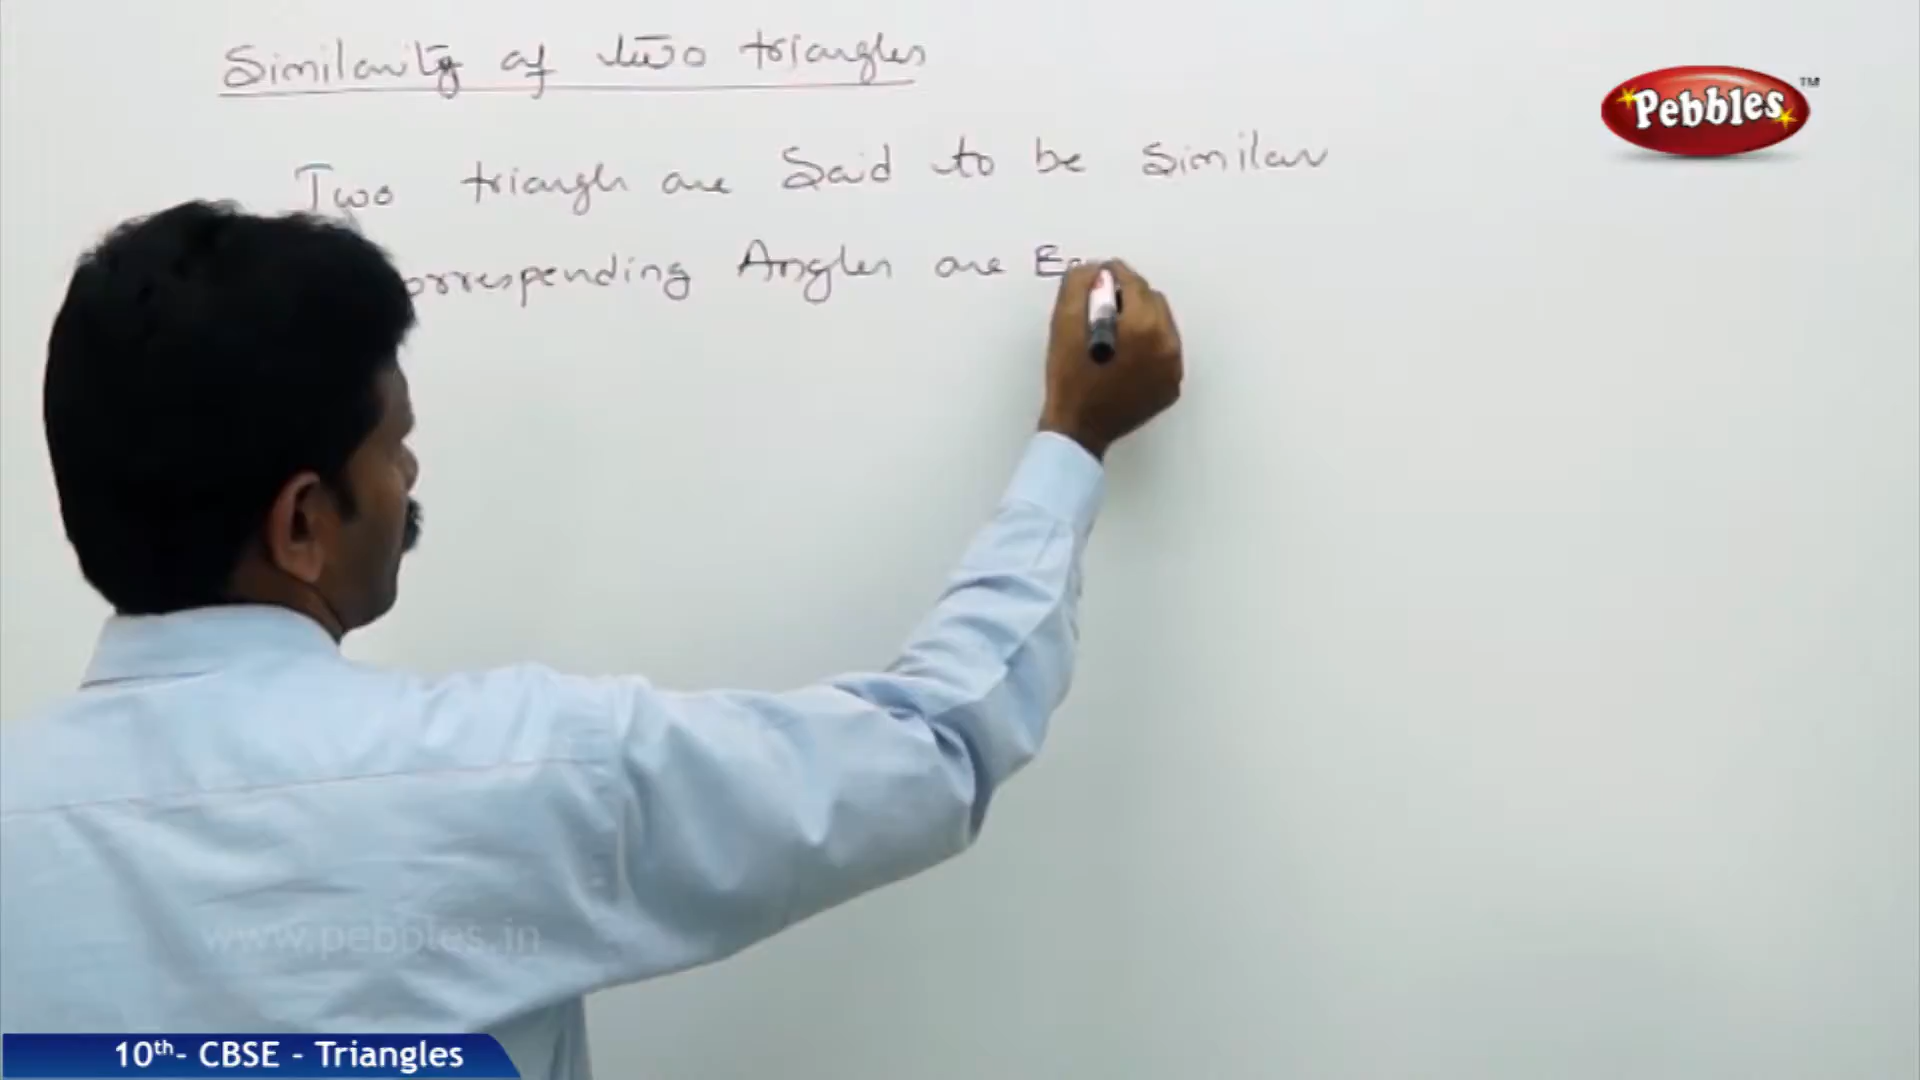 Similarity of two triangles
Pebbles™
Two triangle are Said to be Similar
orresponding Angles are E
www.pebbles.in
10th- CBSE - Triangles